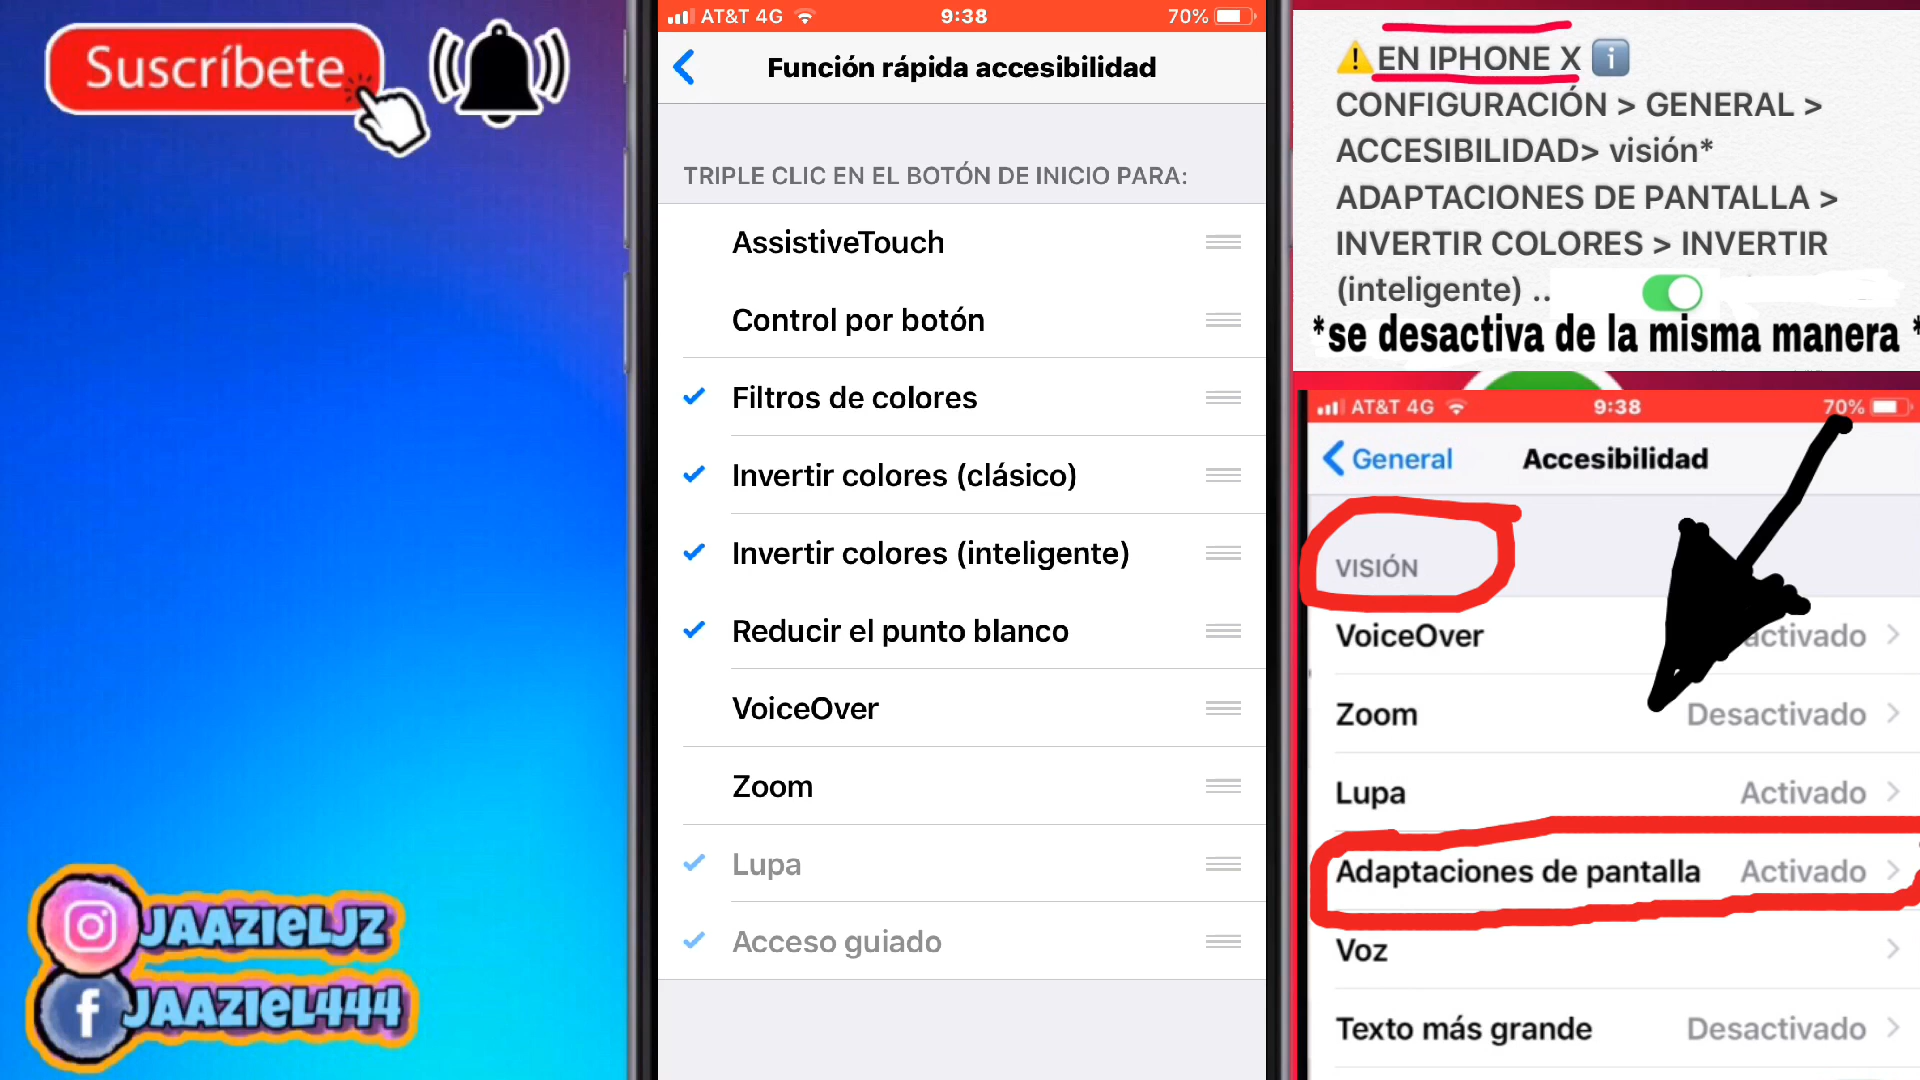 Suscríbete
JAAZIELJZ
f JAAZIEL444
AT&T 4G 9:38 70%
Función rápida accesibilidad
TRIPLE CLIC EN EL BOTÓN DE INICIO PARA:
AssistiveTouch
Control por botón
Filtros de colores
Invertir colores (clásico)
Invertir colores (inteligente)
Reducir el punto blanco
VoiceOver
Zoom
Lupa
Acceso guiado
⚠️EN IPHONE X ℹ️
CONFIGURACIÓN > GENERAL >
ACCESIBILIDAD> visión*
ADAPTACIONES DE PANTALLA >
INVERTIR COLORES > INVERTIR
(inteligente) ..
*se desactiva de la misma manera *
AT&T 4G 9:38 70%
General Accesibilidad
VISIÓN
VoiceOver activado
Zoom Desactivado
Lupa Activado
Adaptaciones de pantalla Activado
Voz
Texto más grande Desactivado